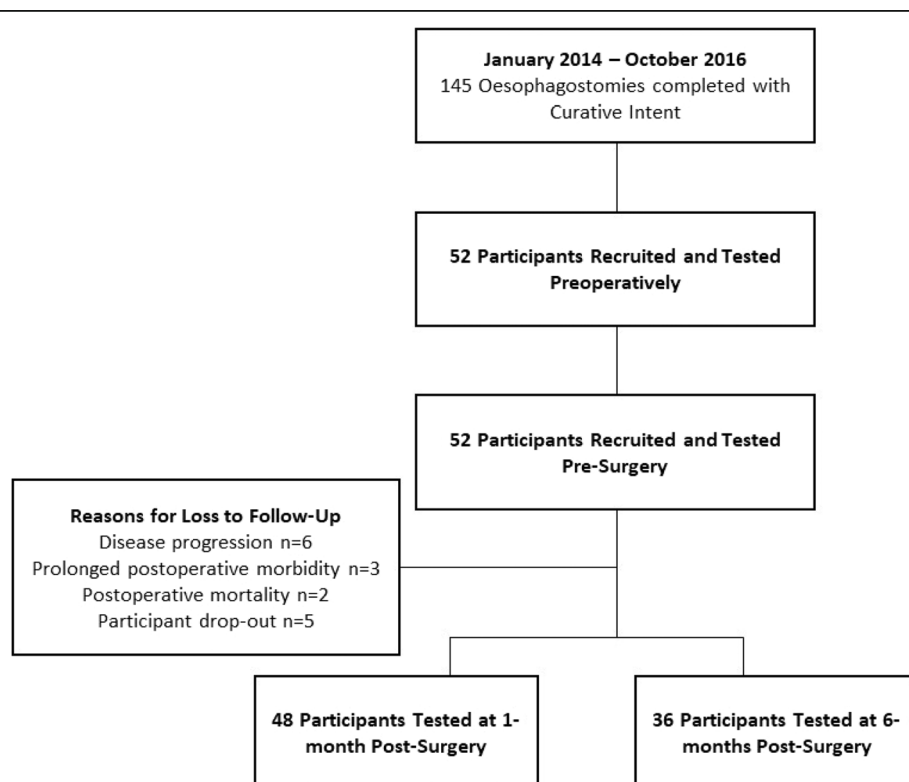 January 2014 – October 2016
145 Oesophagostomies completed with
Curative Intent
52 Participants Recruited and Tested
Preoperatively
52 Participants Recruited and Tested
Pre-Surgery
Reasons for Loss to Follow-Up
Disease progression n=6
Prolonged postoperative morbidity n=3
Postoperative mortality n=2
Participant drop-out n=5
48 Participants Tested at 1-
month Post-Surgery
36 Participants Tested at 6-
months Post-Surgery